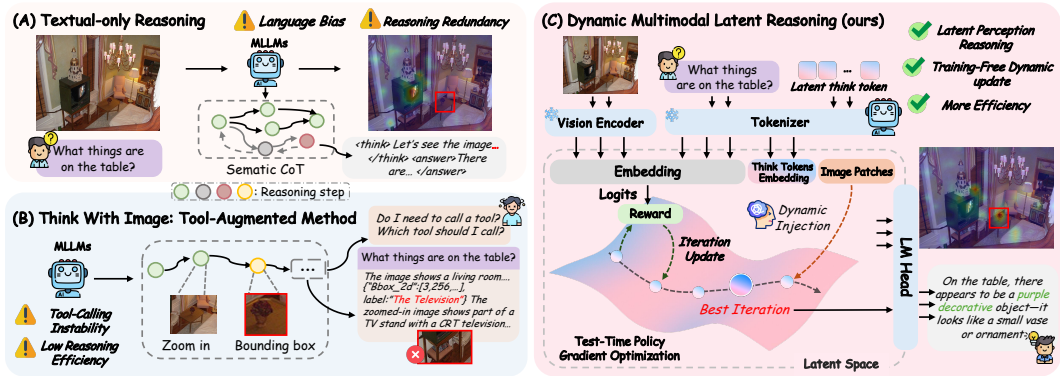 (A) Textual-only Reasoning
Language Bias
Reasoning Redundancy
MLLMs
What things are
on the table?
Sematic CoT
<think> Let's see the image...
</think> <answer>There
are... </answer>
: Reasoning step
(B) Think With Image: Tool-Augmented Method
MLLMs
Tool-Calling
Instability
Low Reasoning
Efficiency
Zoom in
Bounding box
...
Do I need to call a tool?
Which tool should I call?
What things are on the table?
The image shows a living room....
{"Bbox_2d":[3,256,...],
label:"The Television"} The
zoomed-in image shows part of a
TV stand with a CRT television...
(C) Dynamic Multimodal Latent Reasoning (ours)
What things
are on the table?
...
Latent think token
Latent Perception
Reasoning
Training-Free Dynamic
update
More Efficiency
Vision Encoder
Tokenizer
Embedding
Think Tokens
Embedding
Image Patches
Logits
Reward
Iteration
Update
Dynamic
Injection
Best Iteration
Test-Time Policy
Gradient Optimization
Latent Space
LM Head
On the table, there
appears to be a purple
decorative object—it
looks like a small vase
or ornament.